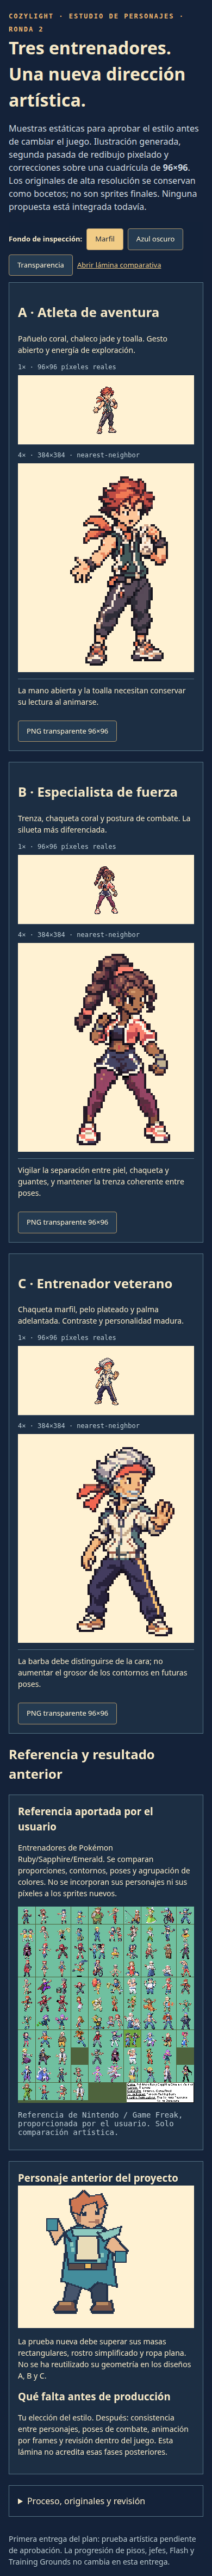 COZYLIGHT · ESTUDIO DE PERSONAJES ·
RONDA 2
Tres entrenadores.
Una nueva dirección
artística.
Muestras estáticas para aprobar el estilo antes
de cambiar el juego. Ilustración generada,
segunda pasada de redibujo pixelado y
correcciones sobre una cuadrícula de 96×96.
Los originales de alta resolución se conservan
como bocetos; no son sprites finales. Ninguna
propuesta está integrada todavía.
Fondo de inspección: Marfil Azul oscuro
Transparencia Abrir lámina comparativa
A · Atleta de aventura
Pañuelo coral, chaleco jade y toalla. Gesto
abierto y energía de exploración.
1× · 96×96 píxeles reales
4× · 384×384 · nearest-neighbor
La mano abierta y la toalla necesitan conservar
su lectura al animarse.
PNG transparente 96×96
B · Especialista de fuerza
Trenza, chaqueta coral y postura de combate. La
silueta más diferenciada.
1× · 96×96 píxeles reales
4× · 384×384 · nearest-neighbor
Vigilar la separación entre piel, chaqueta y
guantes, y mantener la trenza coherente entre
poses.
PNG transparente 96×96
C · Entrenador veterano
Chaqueta marfil, pelo plateado y palma
adelantada. Contraste y personalidad madura.
1× · 96×96 píxeles reales
4× · 384×384 · nearest-neighbor
La barba debe distinguirse de la cara; no
aumentar el grosor de los contornos en futuras
poses.
PNG transparente 96×96
Referencia y resultado
anterior
Referencia aportada por el
usuario
Entrenadores de Pokémon
Ruby/Sapphire/Emerald. Se comparan
proporciones, contornos, poses y agrupación de
colores. No se incorporan sus personajes ni sus
píxeles a los sprites nuevos.
Referencia de Nintendo / Game Freak,
proporcionada por el usuario. Solo
comparación artística.
Personaje anterior del proyecto
La prueba nueva debe superar sus masas
rectangulares, rostro simplificado y ropa plana.
No se ha reutilizado su geometría en los diseños
A, B y C.
Qué falta antes de producción
Tu elección del estilo. Después: consistencia
entre personajes, poses de combate, animación
por frames y revisión dentro del juego. Esta
lámina no acredita esas fases posteriores.
▶ Proceso, originales y revisión
Primera entrega del plan: prueba artística pendiente
de aprobación. La progresión de pisos, jefes, Flash y
Training Grounds no cambia en esta entrega.